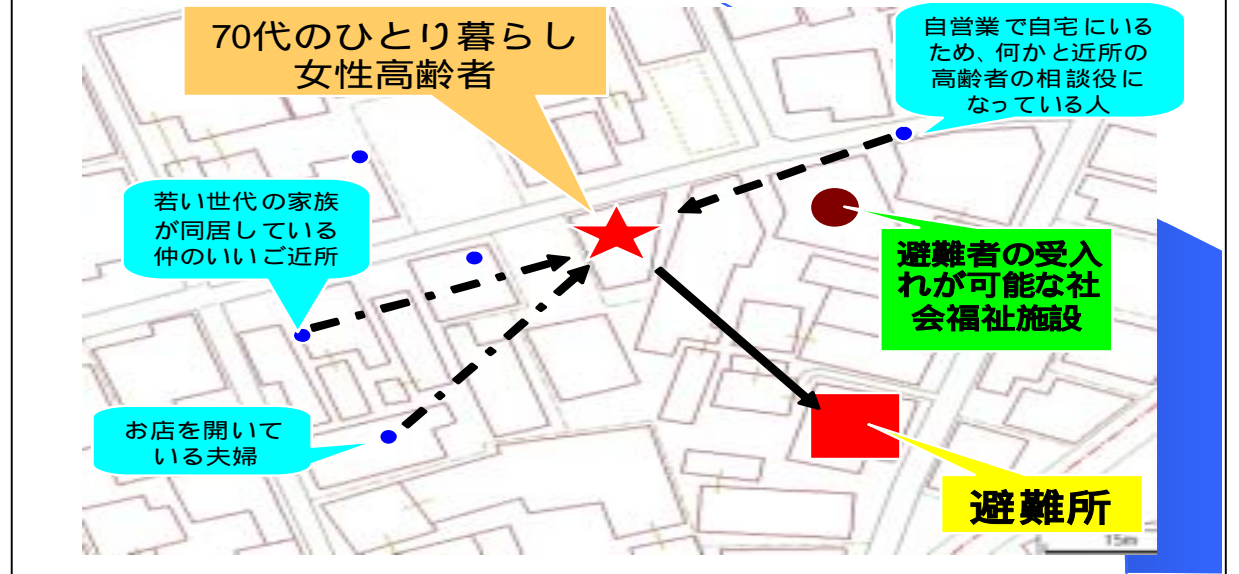 70代のひとり暮らし
女性高齢者
自営業で自宅にいる
ため、何かと近所の
高齢者の相談役に
なっている人
若い世代の家族
が同居している
仲のいいご近所
避難者の受入
れが可能な社
会福祉施設
お店を開いて
いる夫婦
避難所
15m